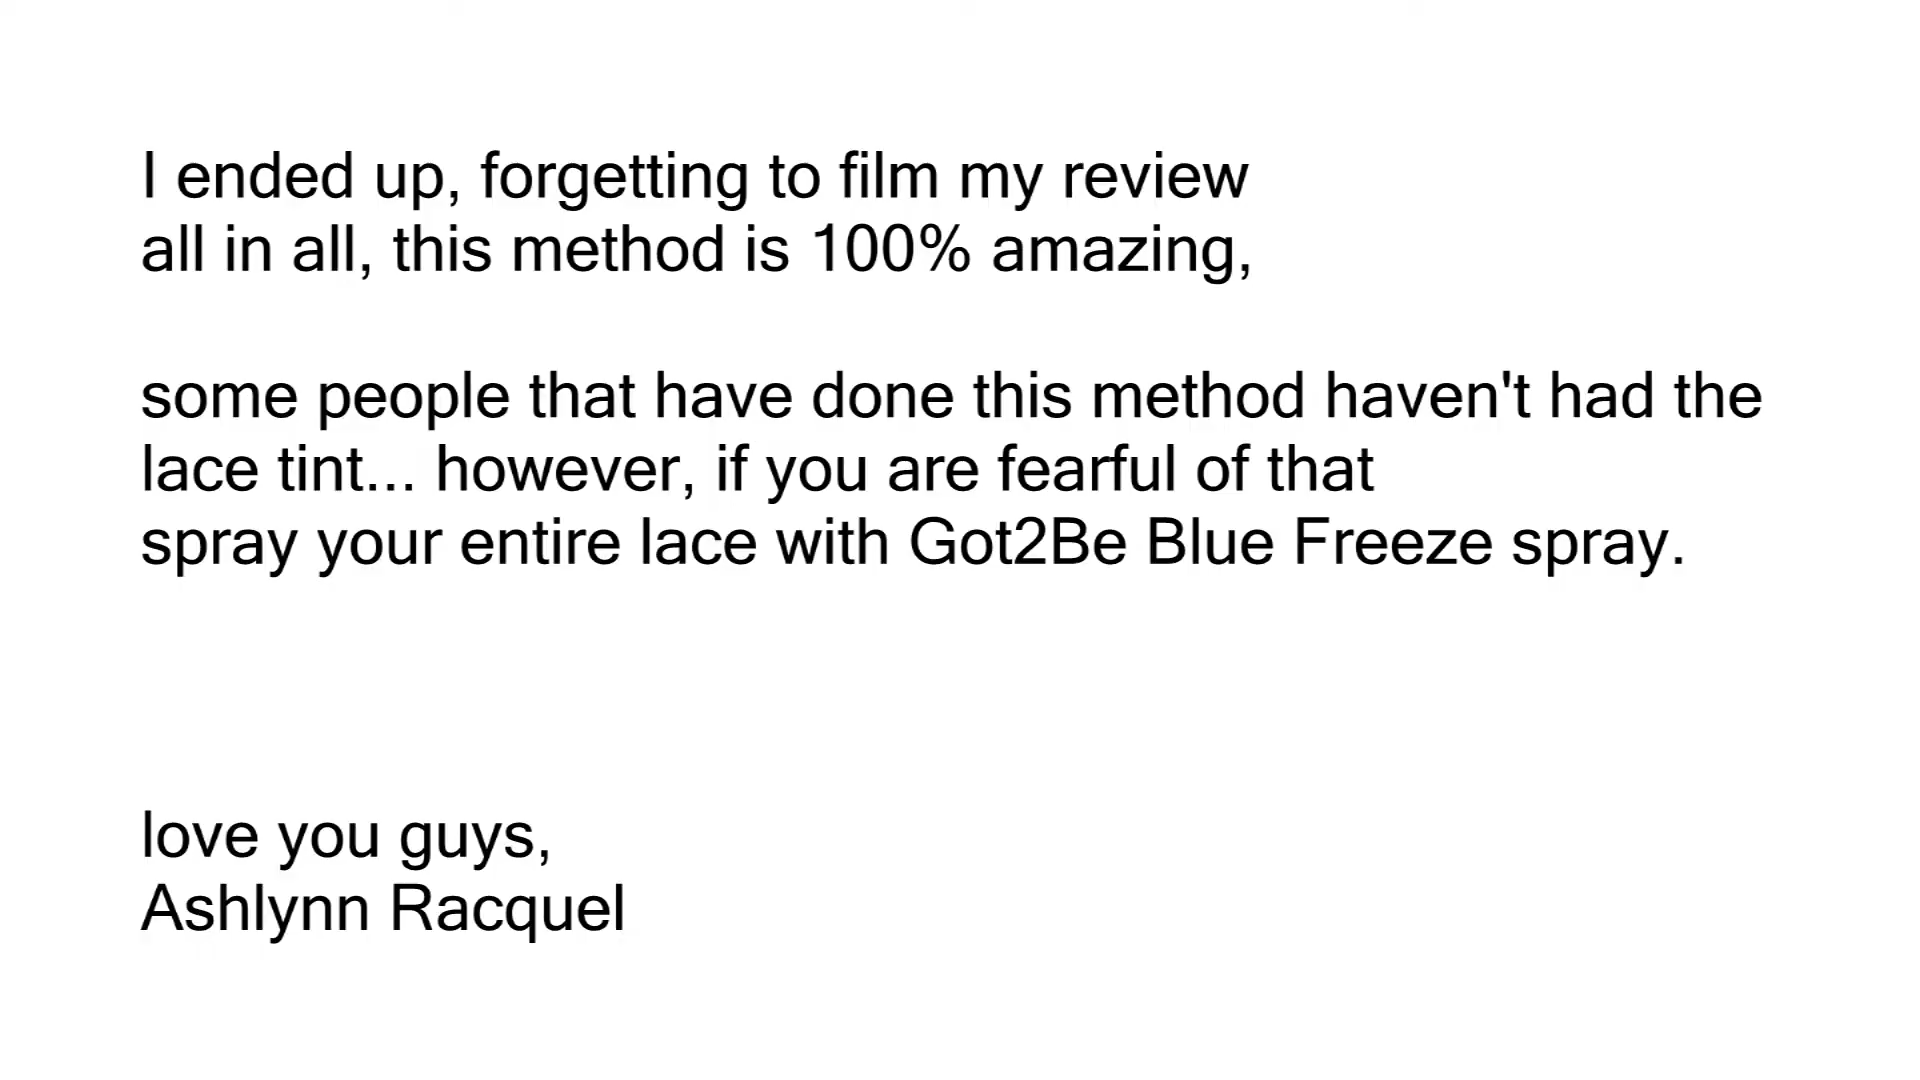 I ended up, forgetting to film my review
all in all, this method is 100% amazing,
some people that have done this method haven't had the
lace tint... however, if you are fearful of that
spray your entire lace with Got2Be Blue Freeze spray.
love you guys,
Ashlynn Racquel